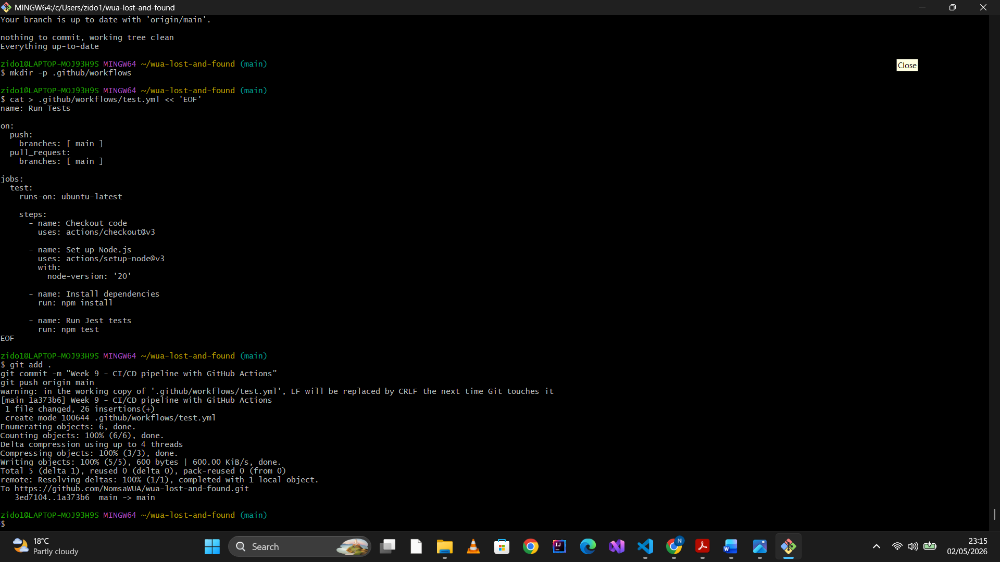 MINGW64:/c/Users/zido1/wua-lost-and-found
Your branch is up to date with 'origin/main'.
nothing to commit, working tree clean
Everything up-to-date
zido1@LAPTOP-MOJ93H9S MINGW64 ~/wua-lost-and-found (main)
$ mkdir -p .github/workflows
Close
zido1@LAPTOP-MOJ93H9S MINGW64 ~/wua-lost-and-found (main)
$ cat > .github/workflows/test.yml << 'EOF'
name: Run Tests
on:
  push:
    branches: [ main ]
  pull_request:
    branches: [ main ]
jobs:
  test:
    runs-on: ubuntu-latest
    steps:
      - name: Checkout code
        uses: actions/checkout@v3
      - name: Set up Node.js
        uses: actions/setup-node@v3
        with:
          node-version: '20'
      - name: Install dependencies
        run: npm install
      - name: Run Jest tests
        run: npm test
EOF
zido1@LAPTOP-MOJ93H9S MINGW64 ~/wua-lost-and-found (main)
$ git add .
git commit -m "Week 9 - CI/CD pipeline with GitHub Actions"
git push origin main
warning: in the working copy of '.github/workflows/test.yml', LF will be replaced by CRLF the next time Git touches it
[main 1a373b6] Week 9 - CI/CD pipeline with GitHub Actions
 1 file changed, 26 insertions(+)
 create mode 100644 .github/workflows/test.yml
Enumerating objects: 6, done.
Counting objects: 100% (6/6), done.
Delta compression using up to 4 threads
Compressing objects: 100% (3/3), done.
Writing objects: 100% (5/5), 600 bytes | 600.00 KiB/s, done.
Total 5 (delta 1), reused 0 (delta 0), pack-reused 0 (from 0)
remote: Resolving deltas: 100% (1/1), completed with 1 local object.
To https://github.com/NomsaWUA/wua-lost-and-found.git
   3ed7104..1a373b6  main -> main
zido1@LAPTOP-MOJ93H9S MINGW64 ~/wua-lost-and-found (main)
$
18°C
Partly cloudy
Search
IJ
N
W
23:15
02/05/2026